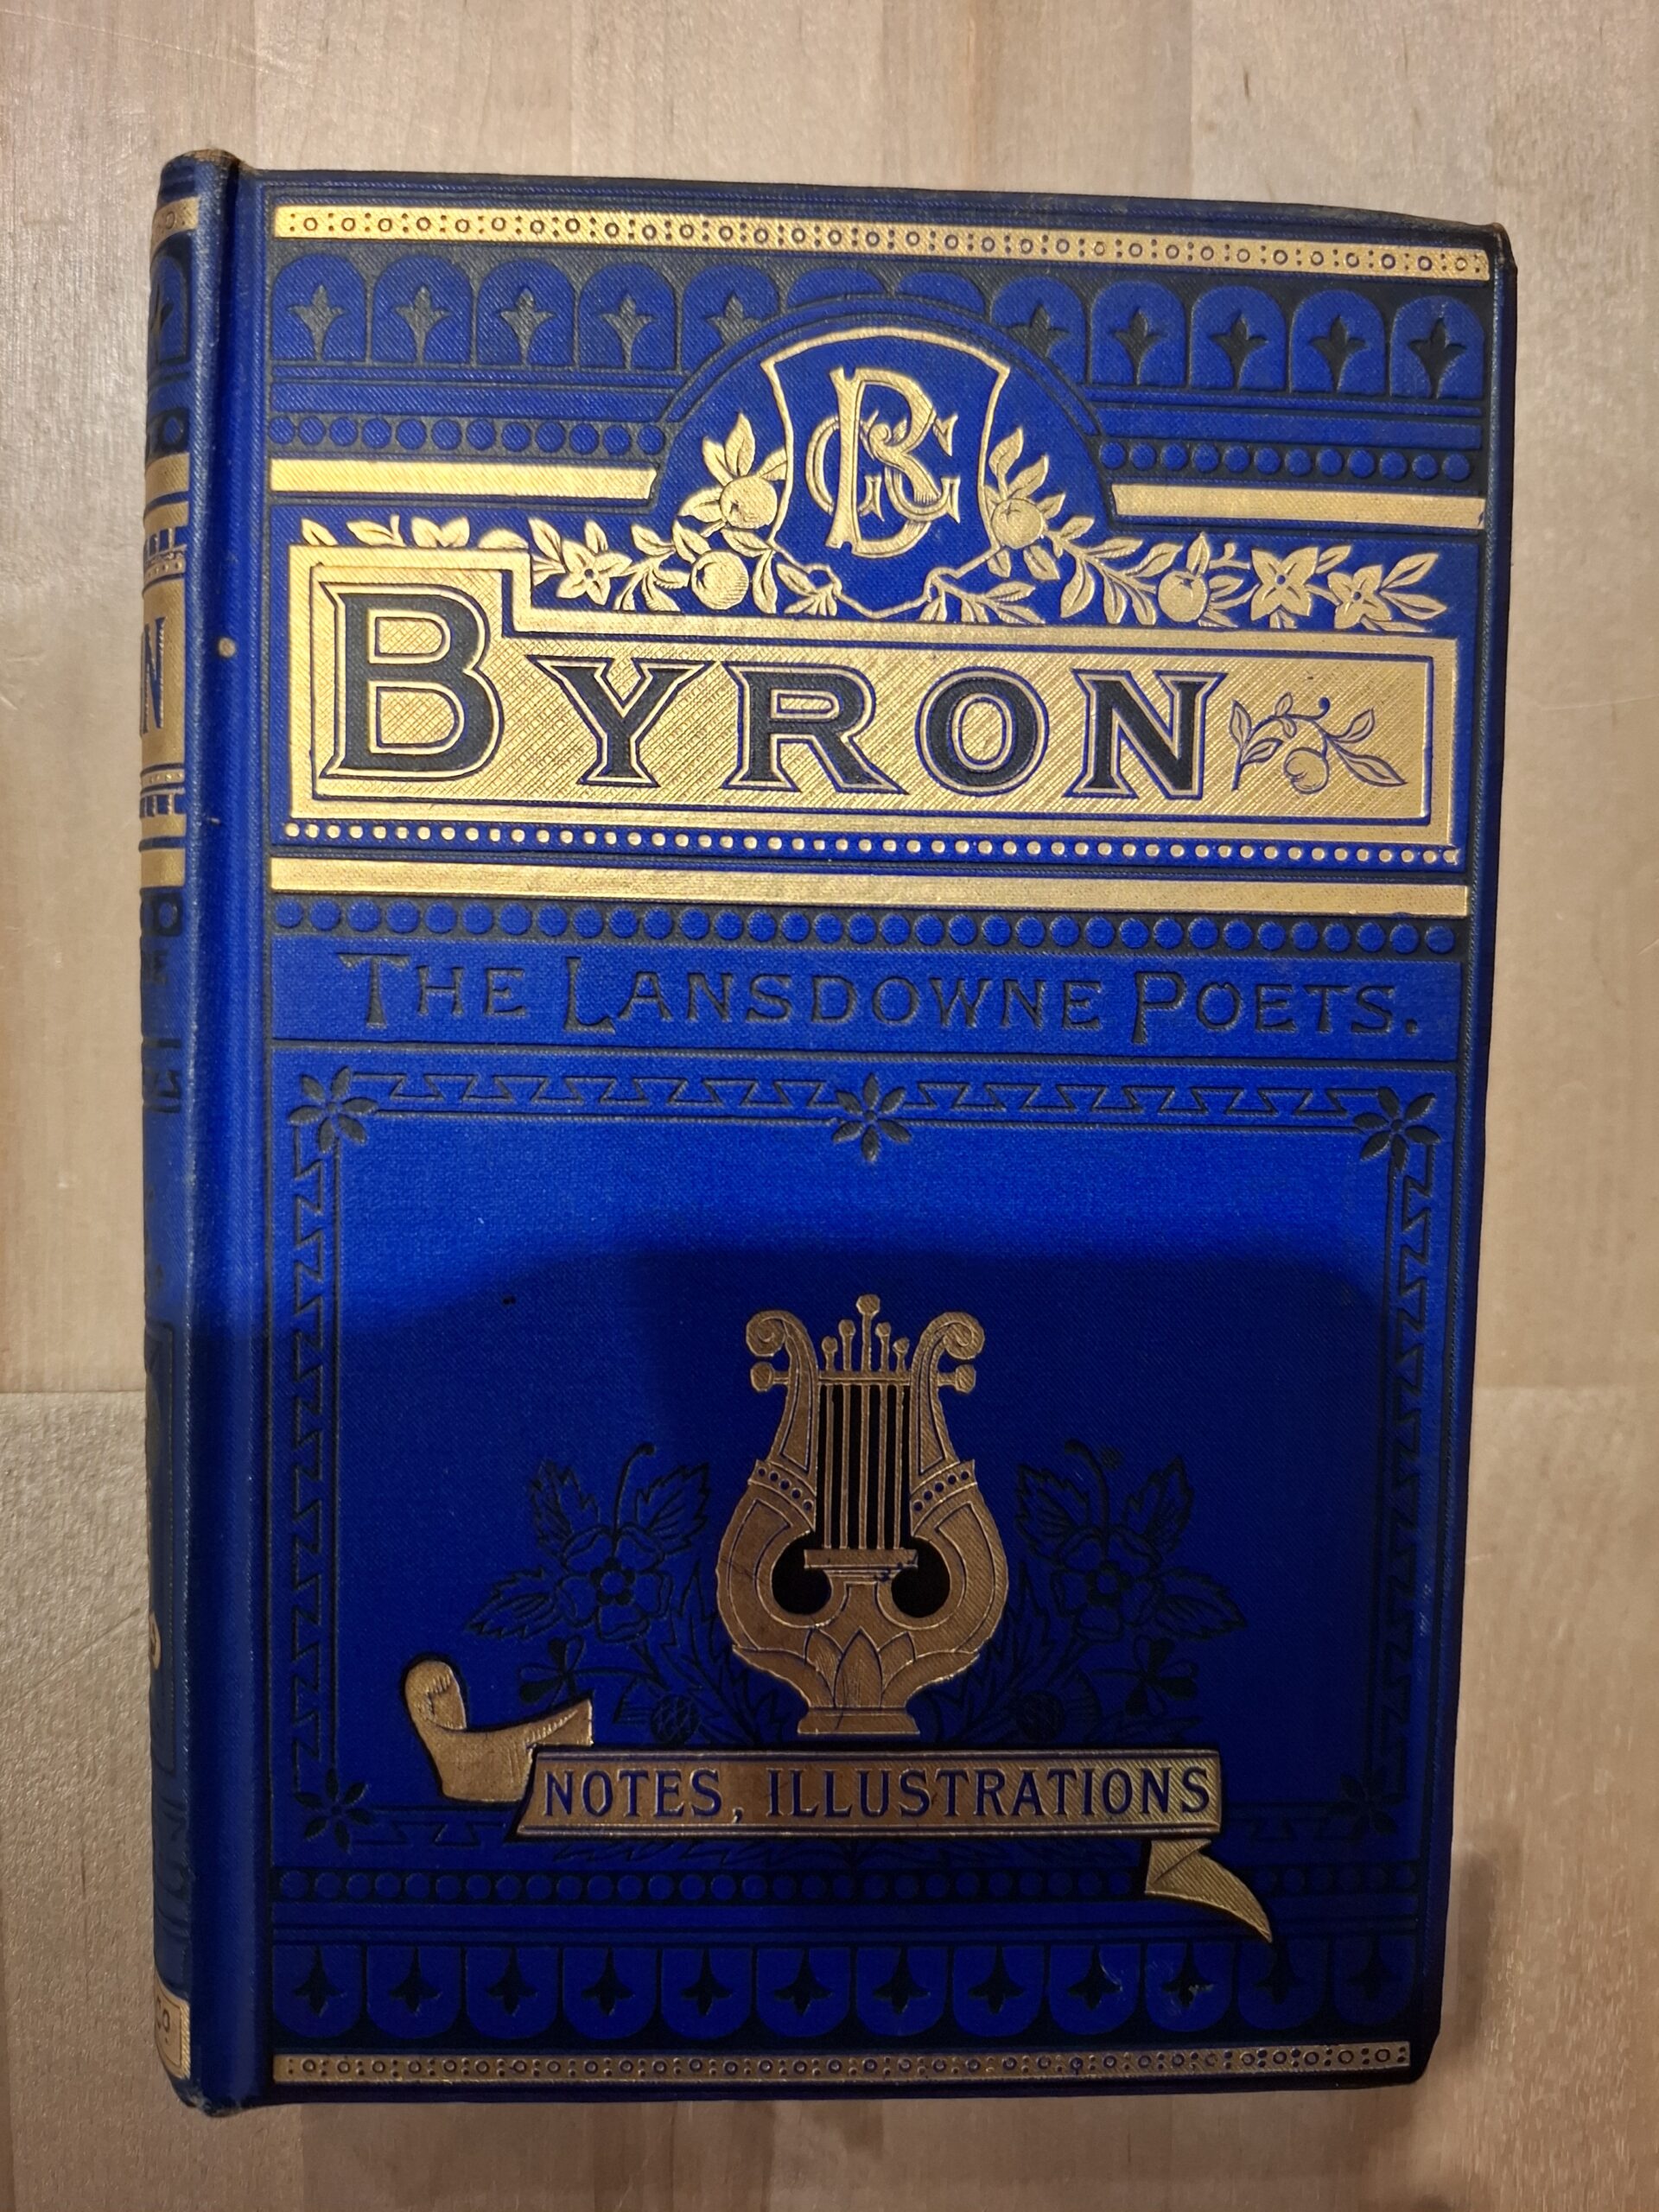 BYRON
THE LANSDOWNE POETS.
NOTES, ILLUSTRATIONS